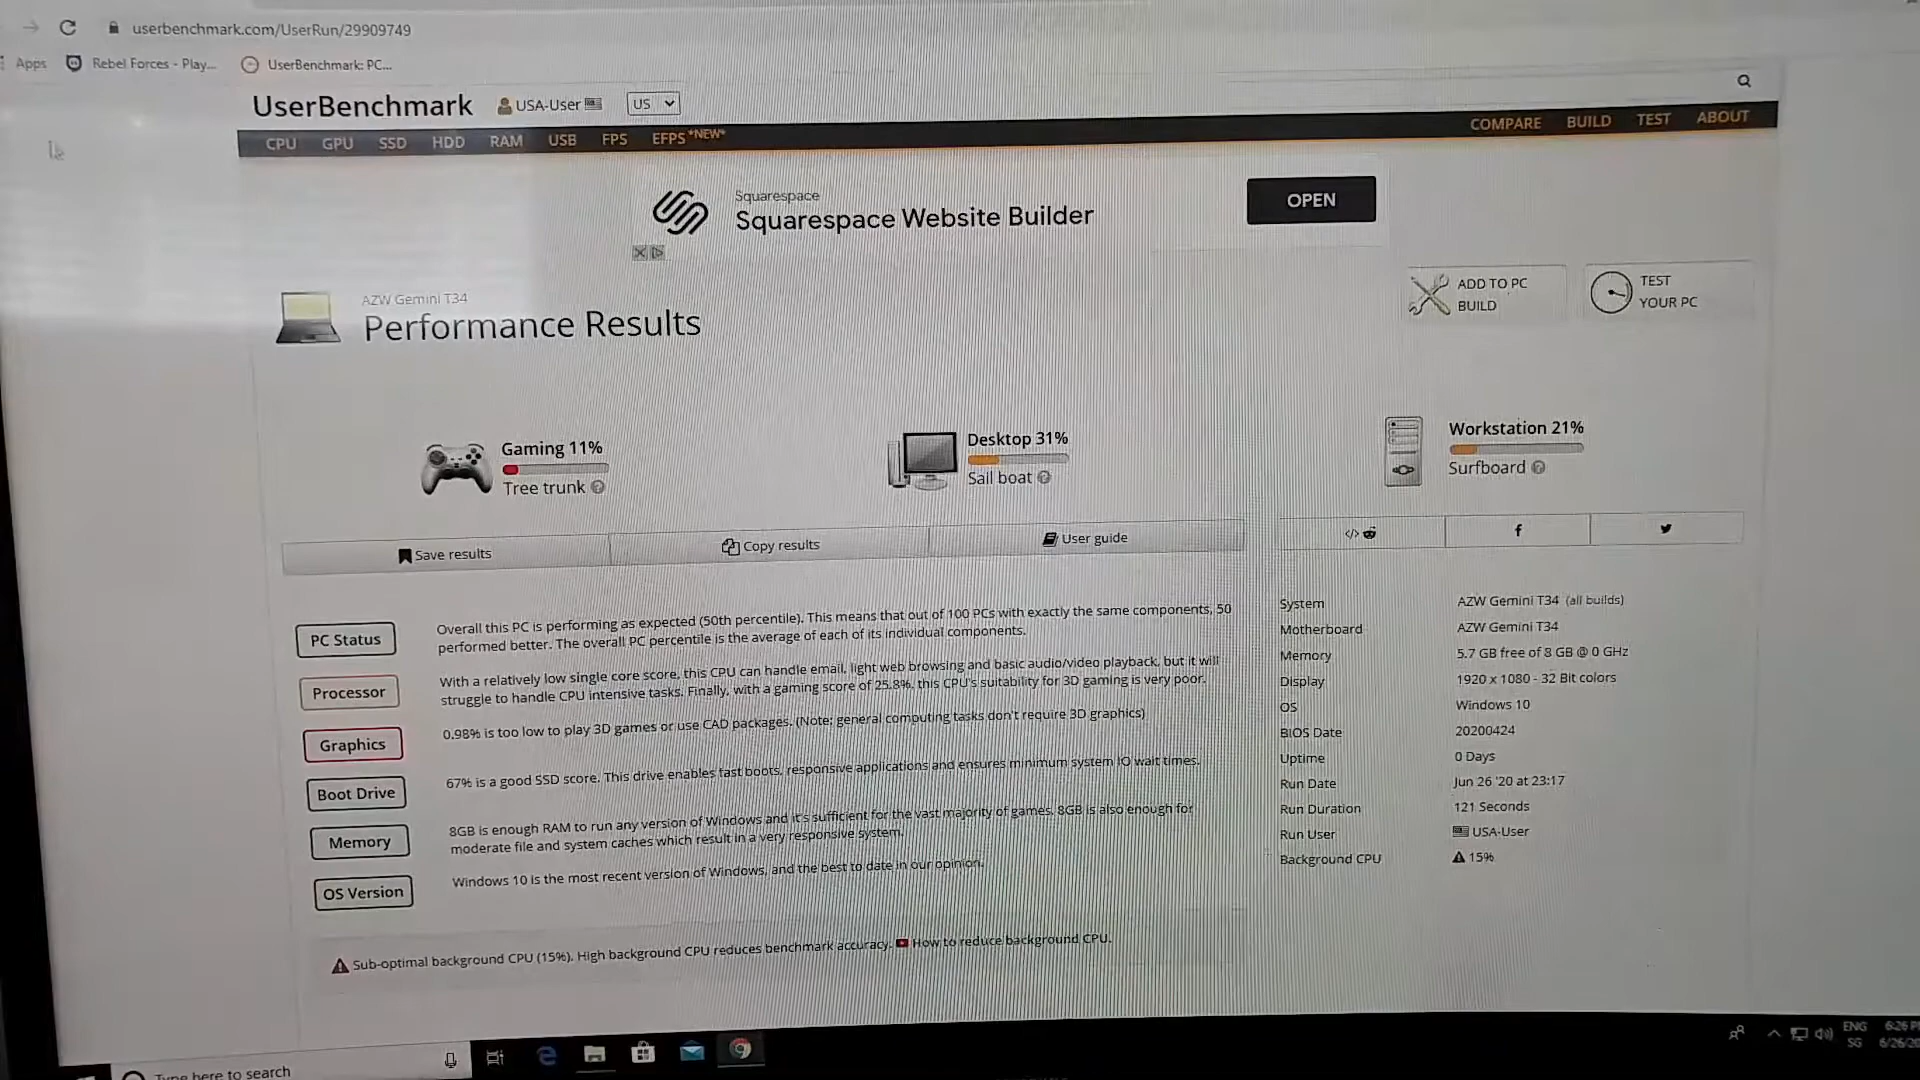 userbenchmark.com/UserRun/29909749
Apps Rebel Forces - Play... UserBenchmark: PC...
UserBenchmark USA-User US
CPU GPU SSD HDD RAM USB FPS EFPS *NEW* COMPARE BUILD TEST ABOUT
Squarespace
Squarespace Website Builder
OPEN
AZW Gemini T34
Performance Results
ADD TO PC
BUILD
TEST
YOUR PC
Gaming 11%
Tree trunk
Desktop 31%
Sail boat
Workstation 21%
Surfboard
Save results Copy results User guide
PC Status
Overall this PC is performing as expected (50th percentile). This means that out of 100 PCs with exactly the same components, 50
performed better. The overall PC percentile is the average of each of its individual components.
Processor
With a relatively low single core score, this CPU can handle email, light web browsing and basic audio/video playback, but it will
struggle to handle CPU intensive tasks. Finally, with a gaming score of 25.8%, this CPU's suitability for 3D gaming is very poor.
Graphics
0.98% is too low to play 3D games or use CAD packages. (Note: general computing tasks don't require 3D graphics)
Boot Drive
67% is a good SSD score. This drive enables fast boots, responsive applications and ensures minimum system IO wait times.
Memory
8GB is enough RAM to run any version of Windows and it's sufficient for the vast majority of games. 8GB is also enough for
moderate file and system caches which result in a very responsive system.
OS Version
Windows 10 is the most recent version of Windows, and the best to date in our opinion.
System AZW Gemini T34 (all builds)
Motherboard AZW Gemini T34
Memory 5.7 GB free of 8 GB @ 0 GHz
Display 1920 x 1080 - 32 Bit colors
OS Windows 10
BIOS Date 20200424
Uptime 0 Days
Run Date Jun 26 '20 at 23:17
Run Duration 121 Seconds
Run User USA-User
Background CPU 15%
Sub-optimal background CPU (15%). High background CPU reduces benchmark accuracy. How to reduce background CPU.
Type here to search
ENG
SG
6:26 P
6/26/20